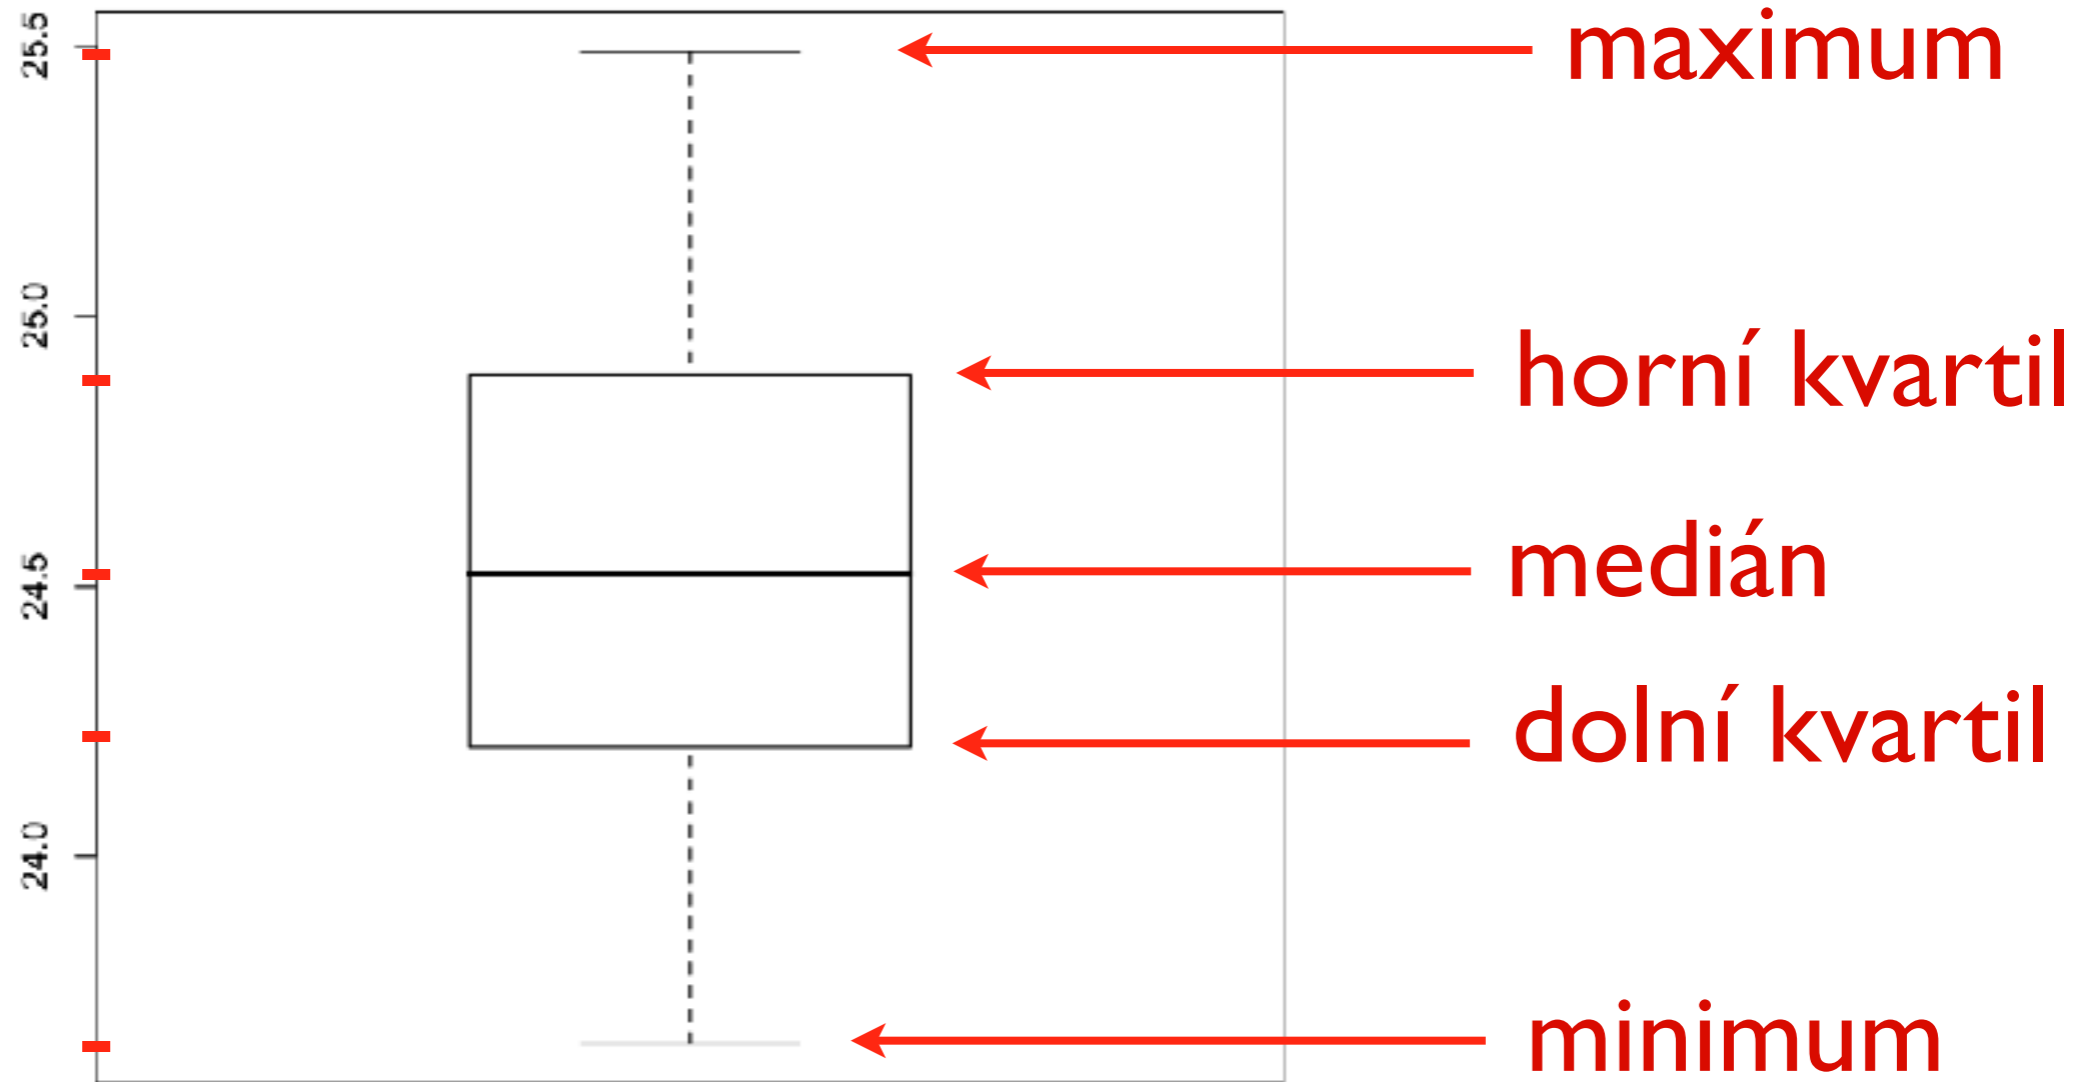 25.5
maximum
25.0
horní kvartil
24.5
medián
dolní kvartil
24.0
minimum